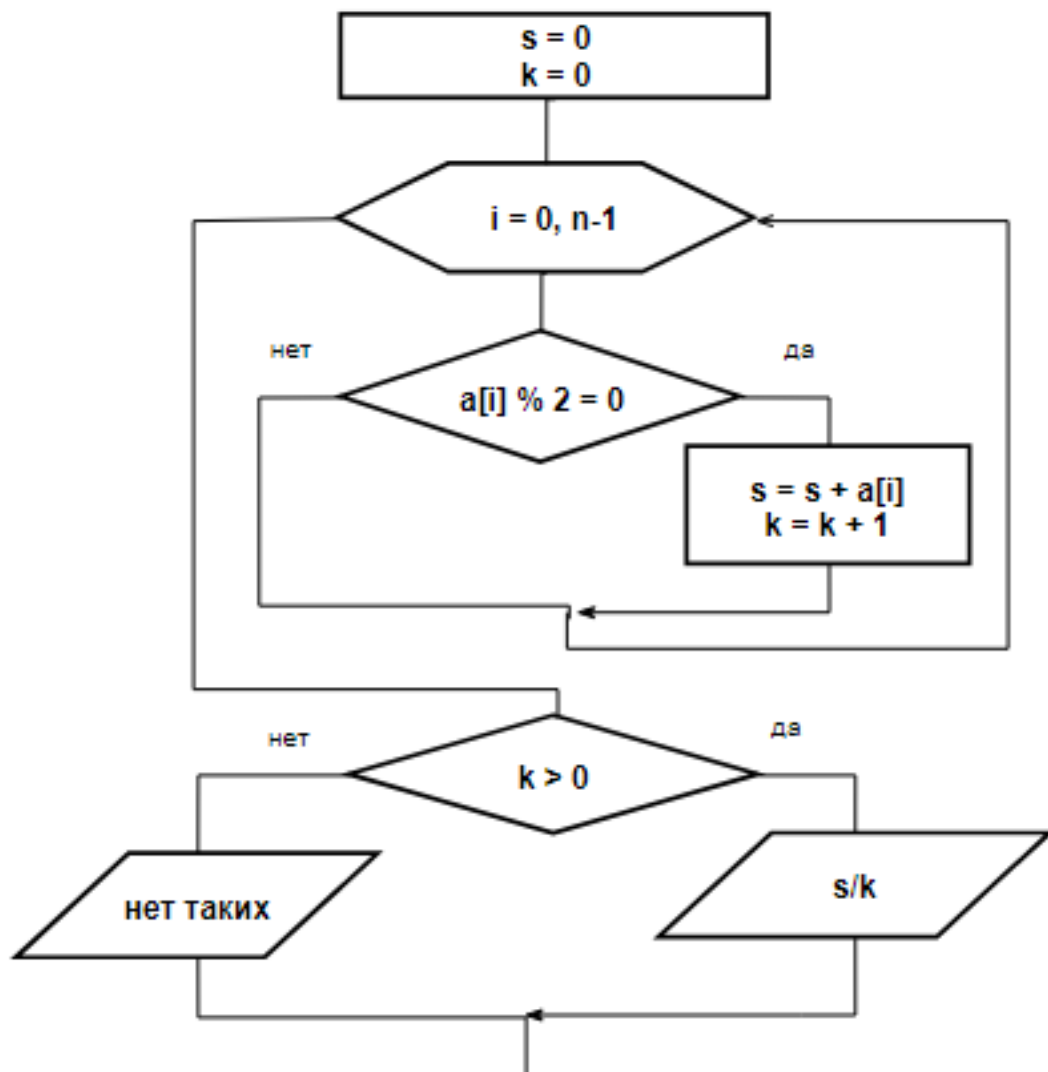 s = 0
k = 0
i = 0, n-1
нет
да
a[i] % 2 = 0
s = s + a[i]
k = k + 1
нет
да
k > 0
нет таких
s/k